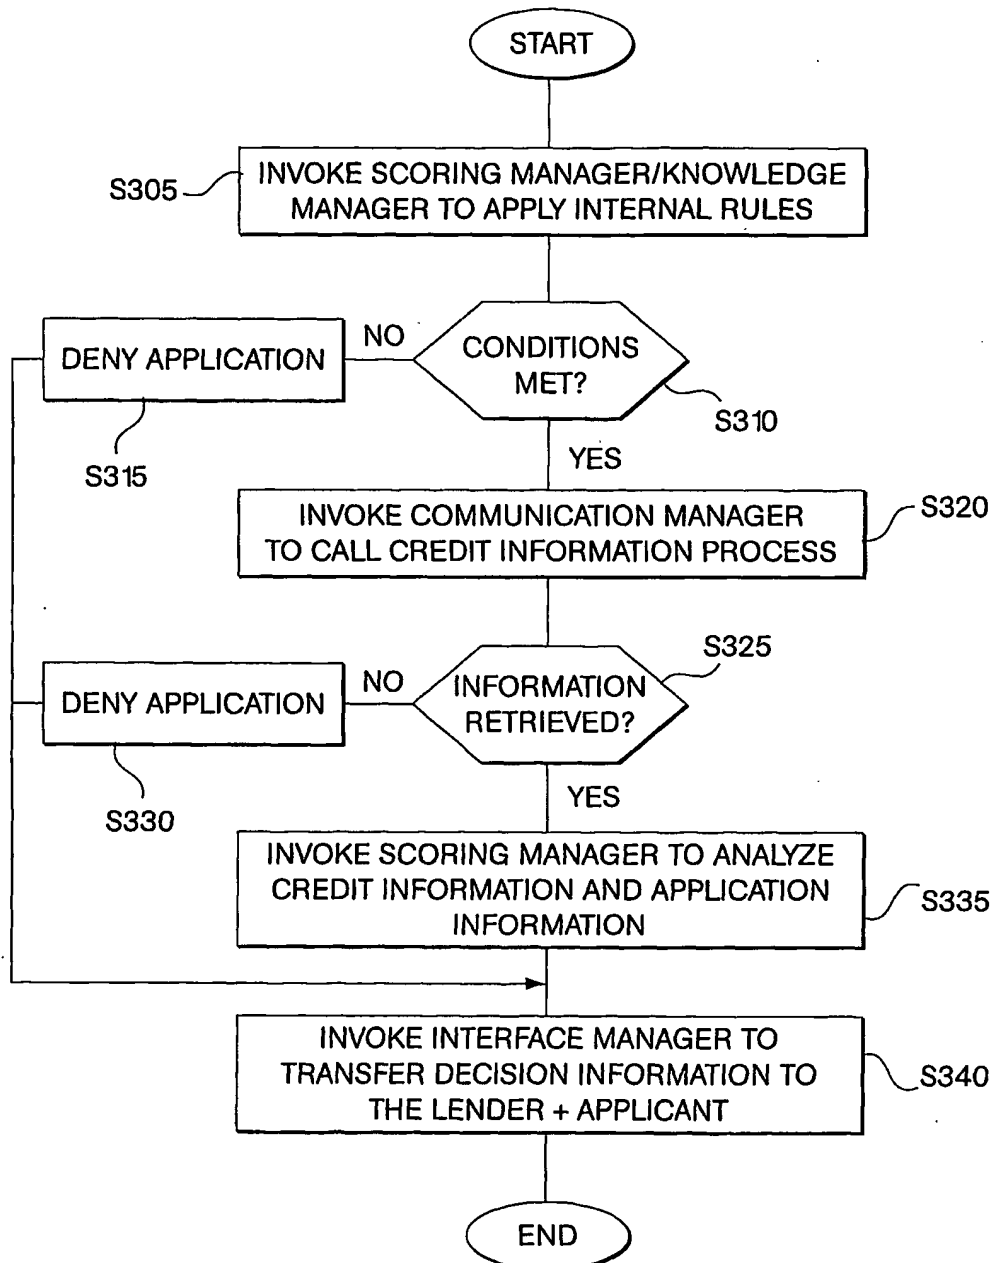 START
S305
INVOKE SCORING MANAGER/KNOWLEDGE
MANAGER TO APPLY INTERNAL RULES
DENY APPLICATION
NO
CONDITIONS
MET?
S310
S315
YES
INVOKE COMMUNICATION MANAGER
TO CALL CREDIT INFORMATION PROCESS
S320
S325
DENY APPLICATION
NO
INFORMATION
RETRIEVED?
S330
YES
INVOKE SCORING MANAGER TO ANALYZE
CREDIT INFORMATION AND APPLICATION
INFORMATION
S335
INVOKE INTERFACE MANAGER TO
TRANSFER DECISION INFORMATION TO
THE LENDER + APPLICANT
S340
END